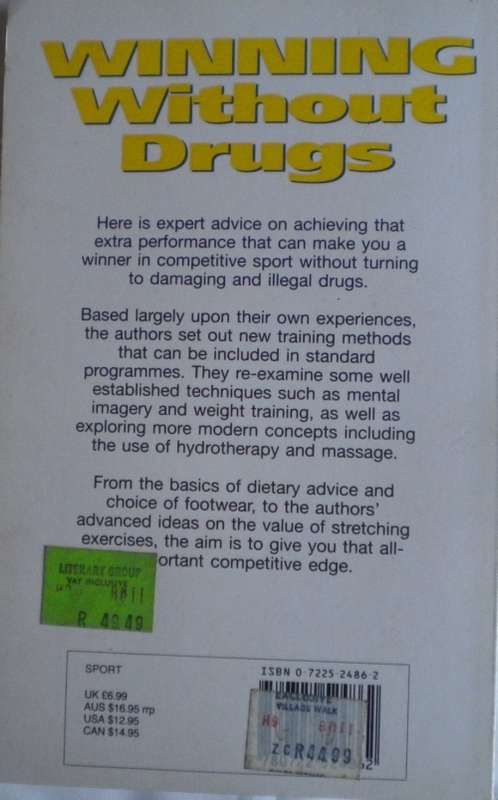 WINNING
Without
Drugs
Here is expert advice on achieving that
extra performance that can make you a
winner in competitive sport without turning
to damaging and illegal drugs.
Based largely upon their own experiences,
the authors set out new training methods
that can be included in standard
programmes. They re-examine some well
established techniques such as mental
imagery and weight training, as well as
exploring more modern concepts including
the use of hydrotherapy and massage.
From the basics of dietary advice and
choice of footwear, to the authors'
advanced ideas on the value of stretching
exercises, the aim is to give you that all-
ortant competitive edge.
LITERARY GROUP
VAT INCLUSIVE
R 4949
SPORT
UK £6.99
AUS $16.95 rrp
USA $12.95
CAN $14.95
ISBN 0-7225-2486-2
EXCLUSIVE
VILLAGE WALK
R4499